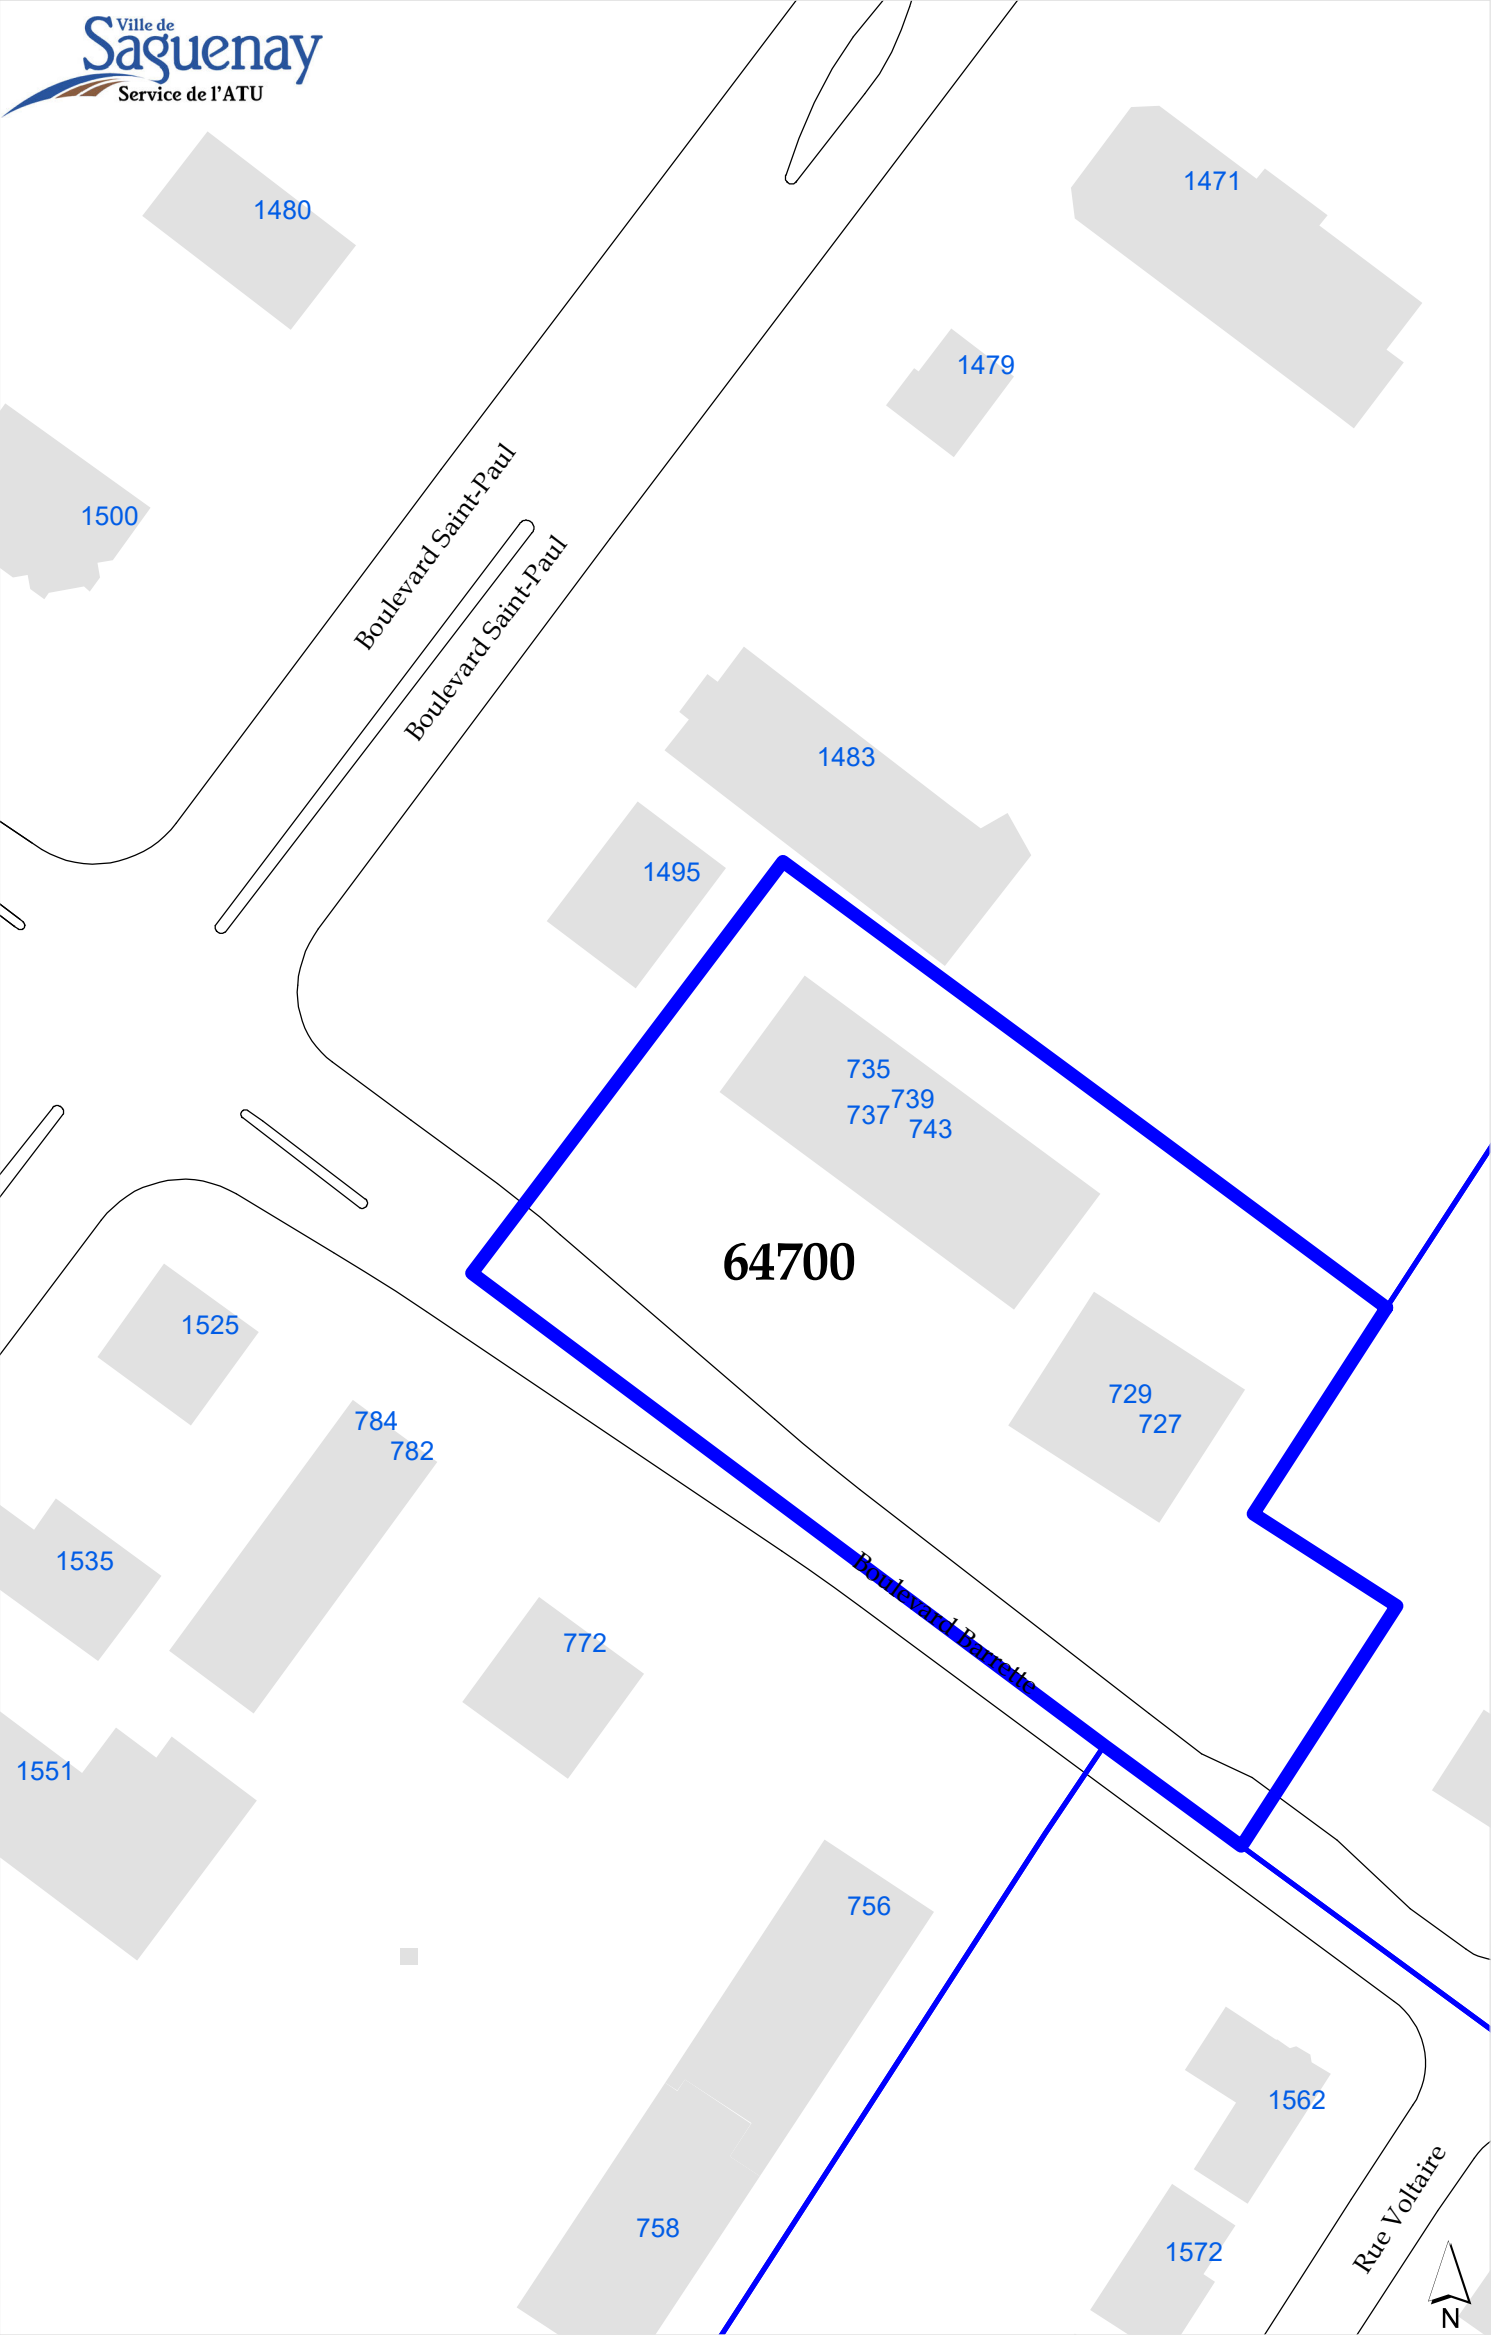 Ville de
Saguenay
Service de l'ATU
1480
1471
1479
1500
Boulevard Saint-Paul
Boulevard Saint-Paul
1483
1495
735
739
737
743
64700
1525
729
727
784
782
1535
Boulevard Barrette
772
1551
756
1562
Rue Voltaire
758
1572
N